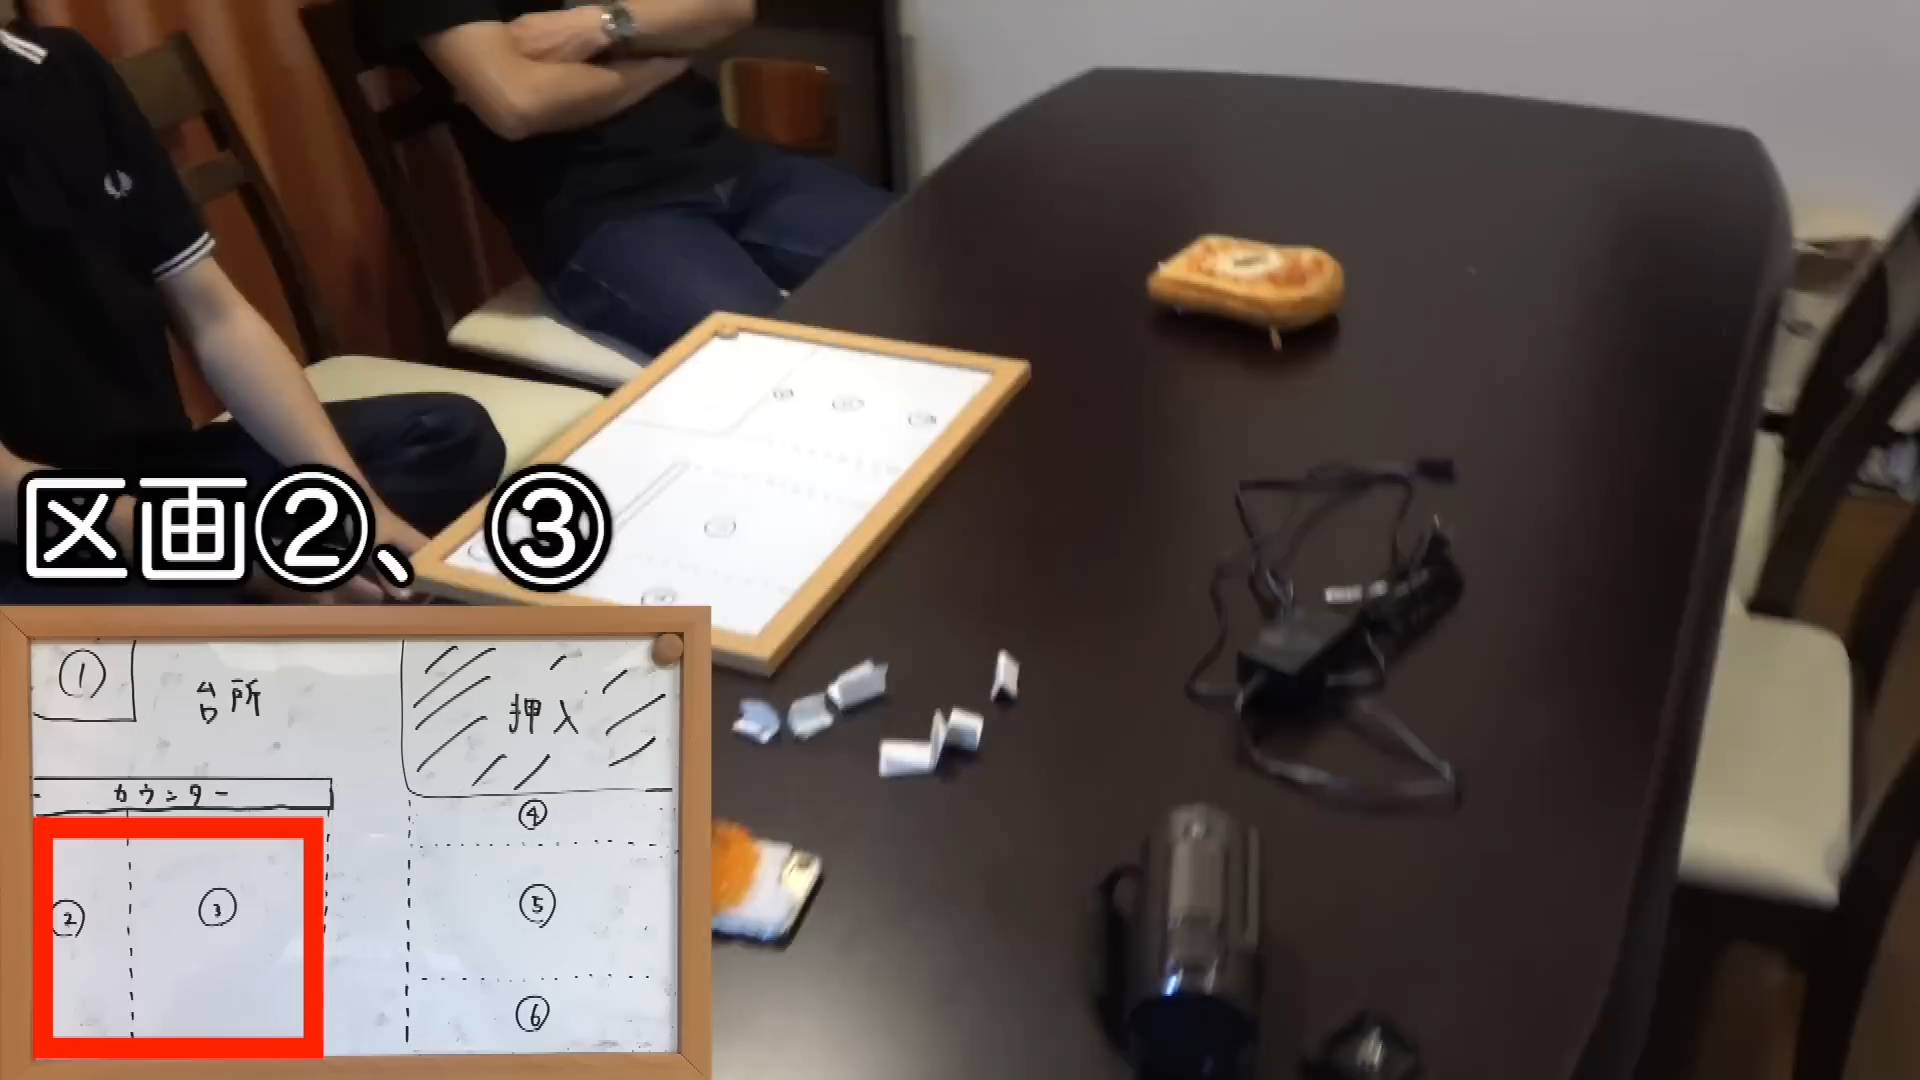 区画②、③
①
台所
押入
カウンター
④
②
③
⑤
⑥